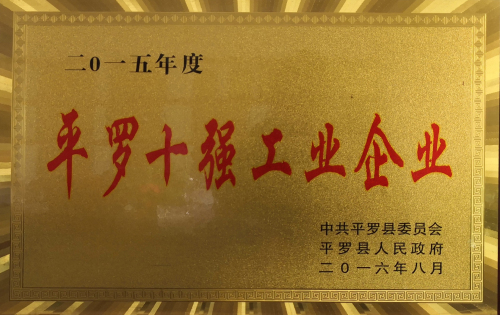 二0一五年度
平罗十强工业企业
中共平罗县委员会
平罗县人民政府
二0一六年八月